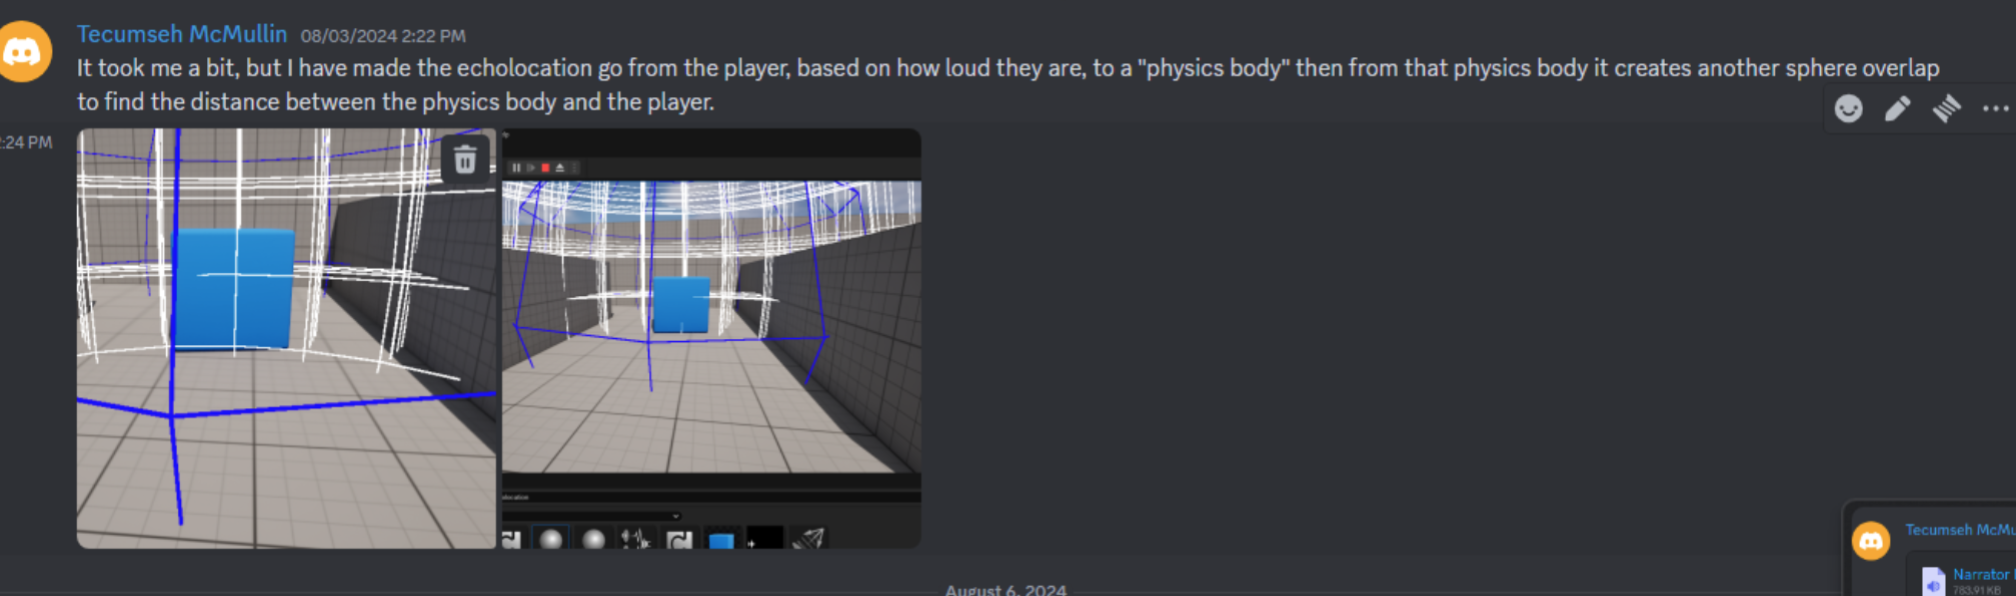 Tecumseh McMullin 08/03/2024 2:22 PM
It took me a bit, but I have made the echolocation go from the player, based on how loud they are, to a "physics body" then from that physics body it creates another sphere overlap
to find the distance between the physics body and the player.
:24 PM
August 6, 2024
Tecumseh McMu
Narrator
783.91 KB